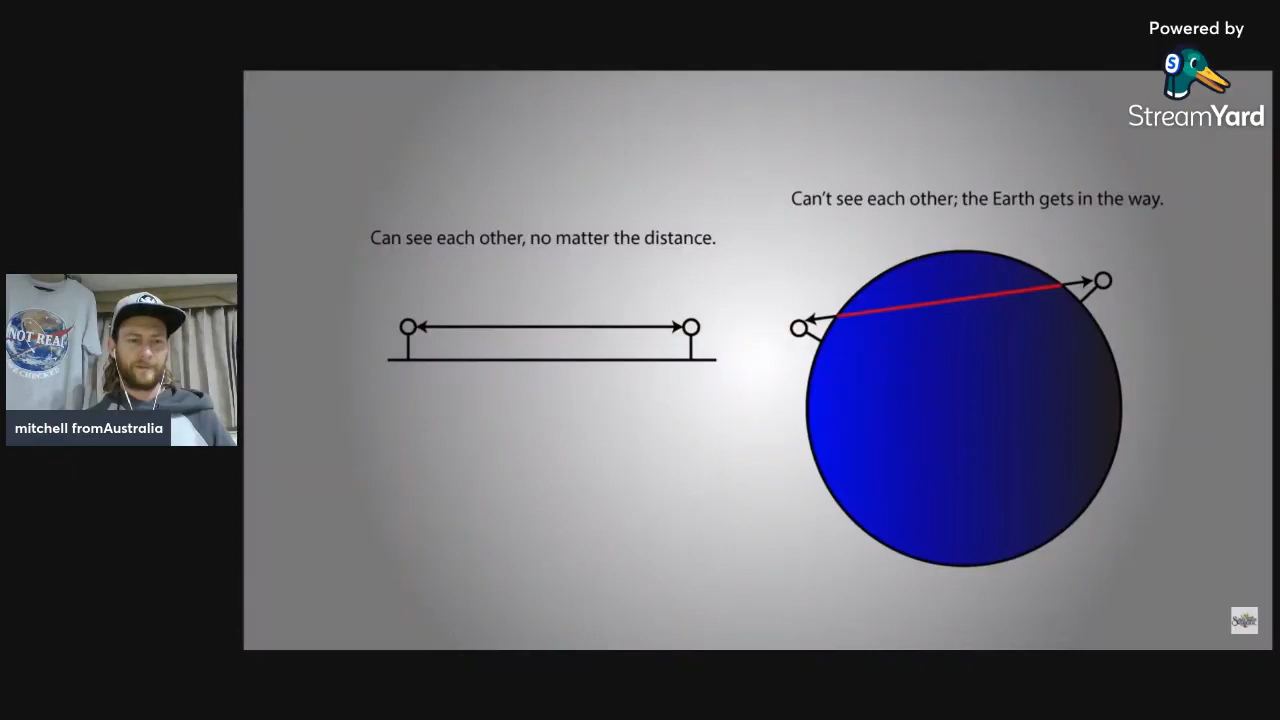 Powered by
StreamYard
Can't see each other; the Earth gets in the way.
Can see each other, no matter the distance.
NOT REAL
mitchell fromAustralia